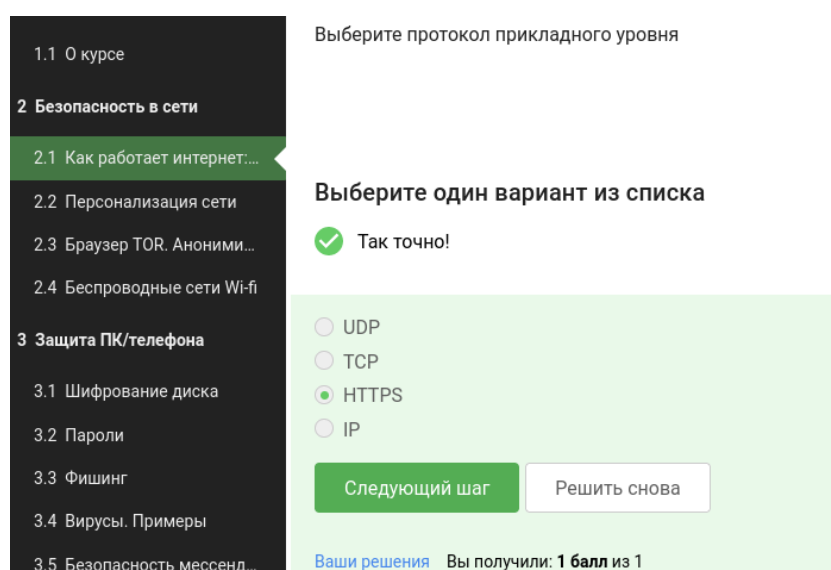 1.1 О курсе
2 Безопасность в сети
2.1 Как работает интернет:...
2.2 Персонализация сети
2.3 Браузер TOR. Аноними...
2.4 Беспроводные сети Wi-fi
3 Защита ПК/телефона
3.1 Шифрование диска
3.2 Пароли
3.3 Фишинг
3.4 Вирусы. Примеры
3.5 Безопасность мессенд...
Выберите протокол прикладного уровня
Выберите один вариант из списка
Так точно!
UDP
TCP
HTTPS
IP
Следующий шаг
Решить снова
Ваши решения Вы получили: 1 балл из 1